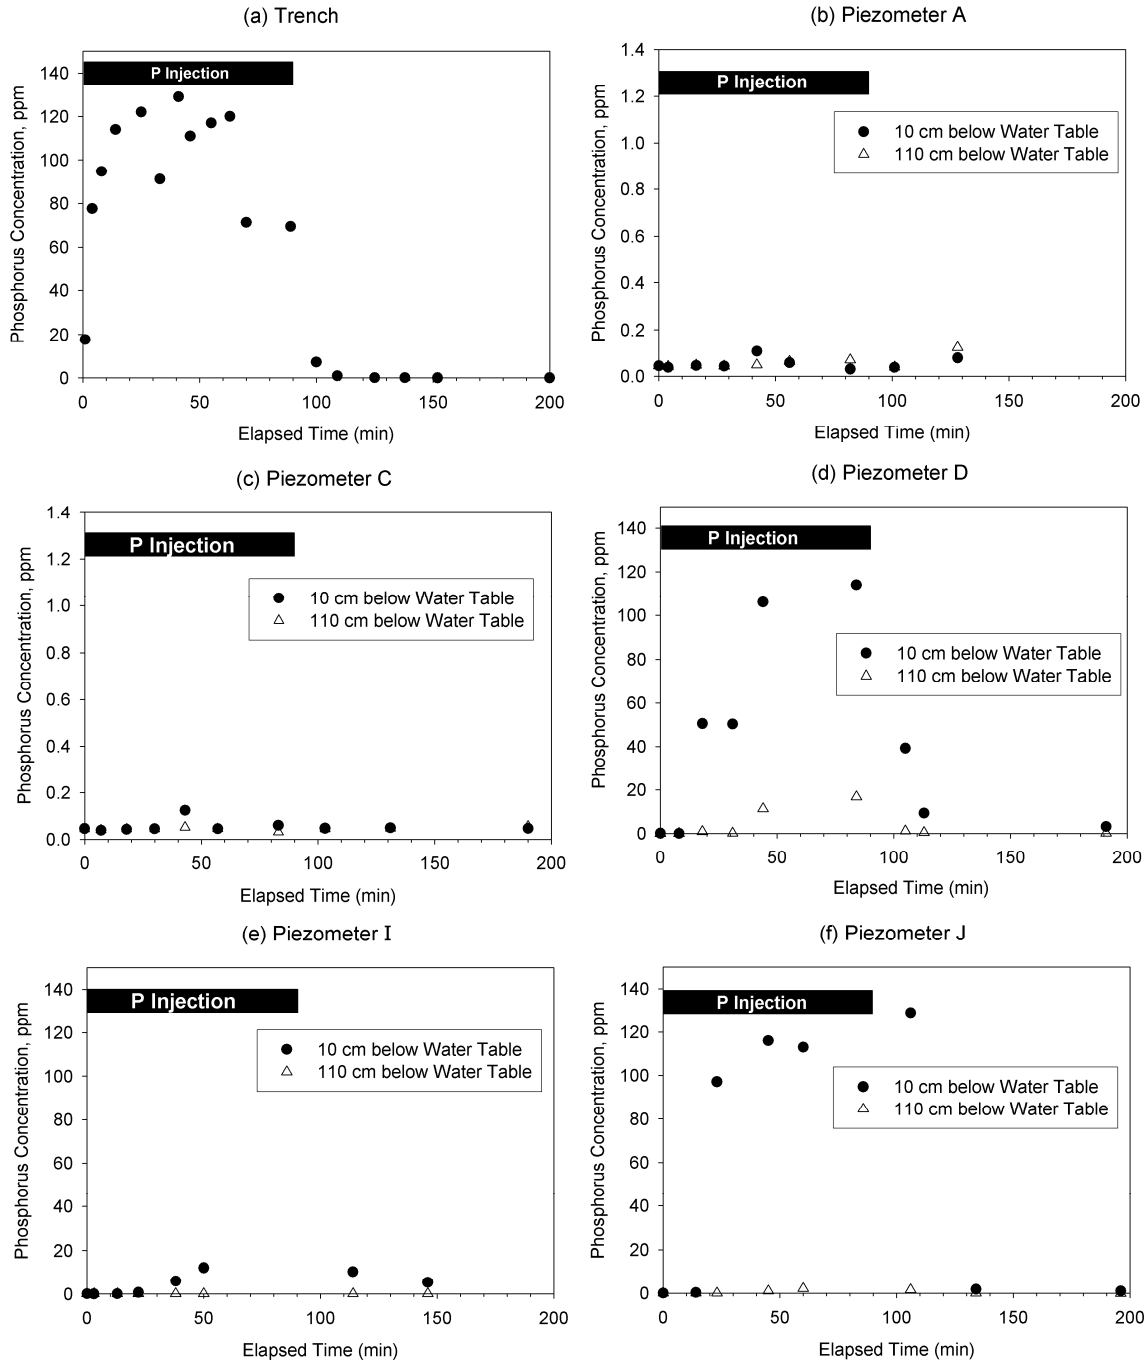 (a) Trench
Phosphorus Concentration, ppm
140
120
100
80
60
40
20
0
P Injection
0 50 100 150 200
Elapsed Time (min)
(b) Piezometer A
Phosphorus Concentration, ppm
1.4
1.2
1.0
0.8
0.6
0.4
0.2
0.0
P Injection
10 cm below Water Table
110 cm below Water Table
0 50 100 150 200
Elapsed Time (min)
(c) Piezometer C
Phosphorus Concentration, ppm
1.4
1.2
1.0
0.8
0.6
0.4
0.2
0.0
P Injection
10 cm below Water Table
110 cm below Water Table
0 50 100 150 200
Elapsed Time (min)
(d) Piezometer D
Phosphorus Concentration, ppm
140
120
100
80
60
40
20
0
P Injection
10 cm below Water Table
110 cm below Water Table
0 50 100 150 200
Elapsed Time (min)
(e) Piezometer I
Phosphorus Concentration, ppm
140
120
100
80
60
40
20
0
P Injection
10 cm below Water Table
110 cm below Water Table
0 50 100 150 200
Elapsed Time (min)
(f) Piezometer J
Phosphorus Concentration, ppm
140
120
100
80
60
40
20
0
P Injection
10 cm below Water Table
110 cm below Water Table
0 50 100 150 200
Elapsed Time (min)